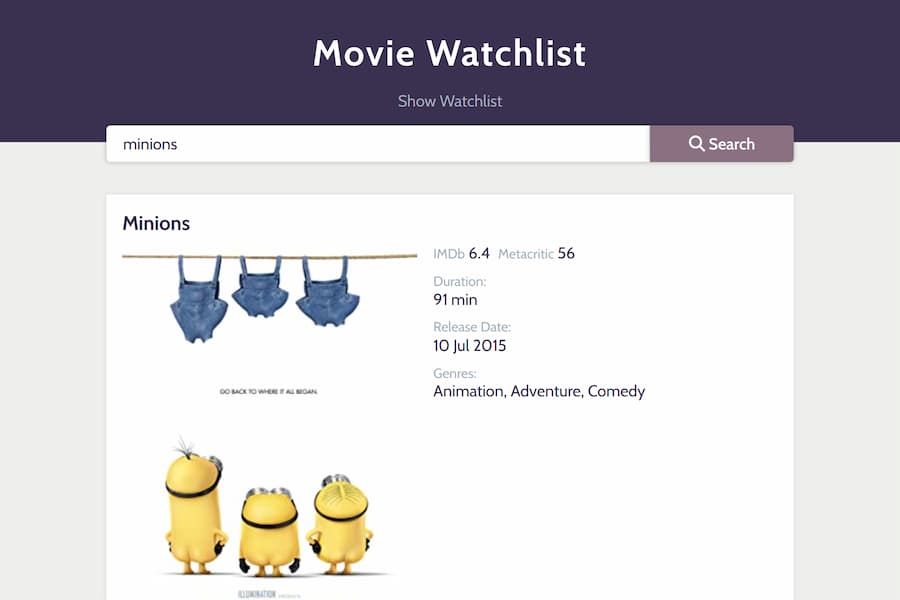 Movie Watchlist
Show Watchlist
minions
Search
Minions
IMDb 6.4 Metacritic 56
Duration:
91 min
Release Date:
10 Jul 2015
Genres:
Animation, Adventure, Comedy
GO BACK TO WHERE IT ALL BEGAN.
ILLUMINATION